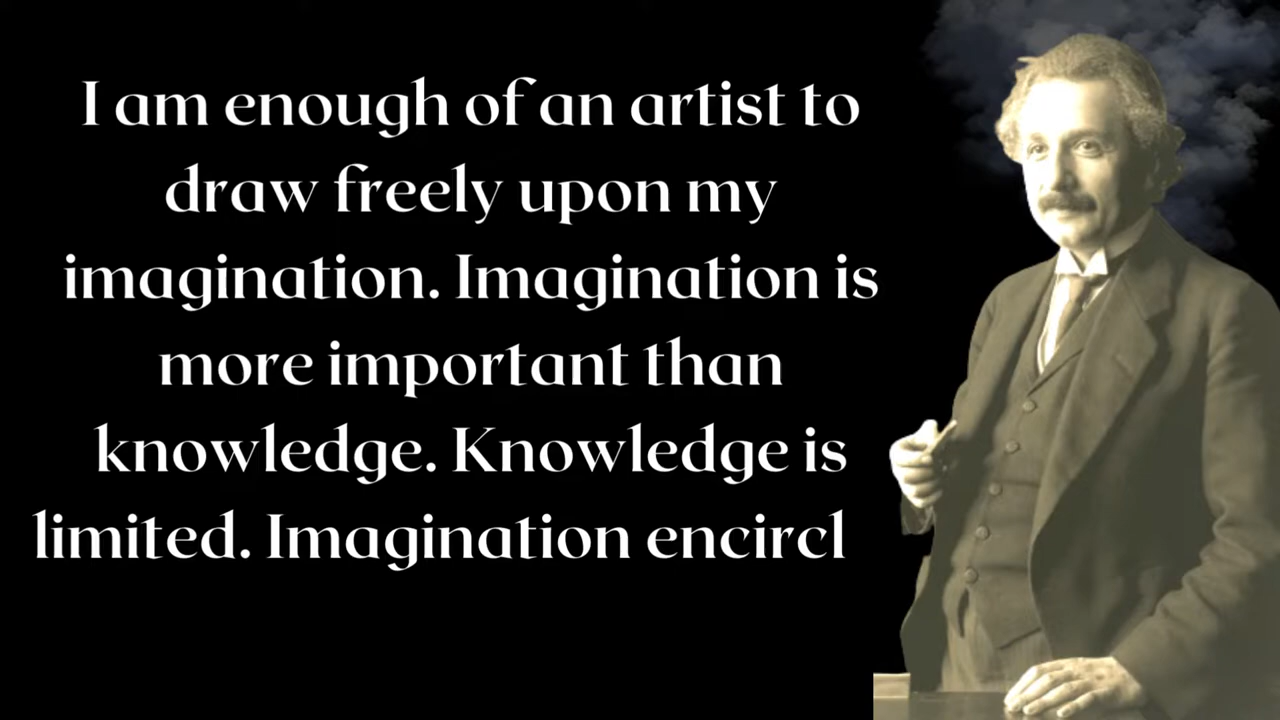 I am enough of an artist to
draw freely upon my
imagination. Imagination is
more important than
knowledge. Knowledge is
limited. Imagination encircl